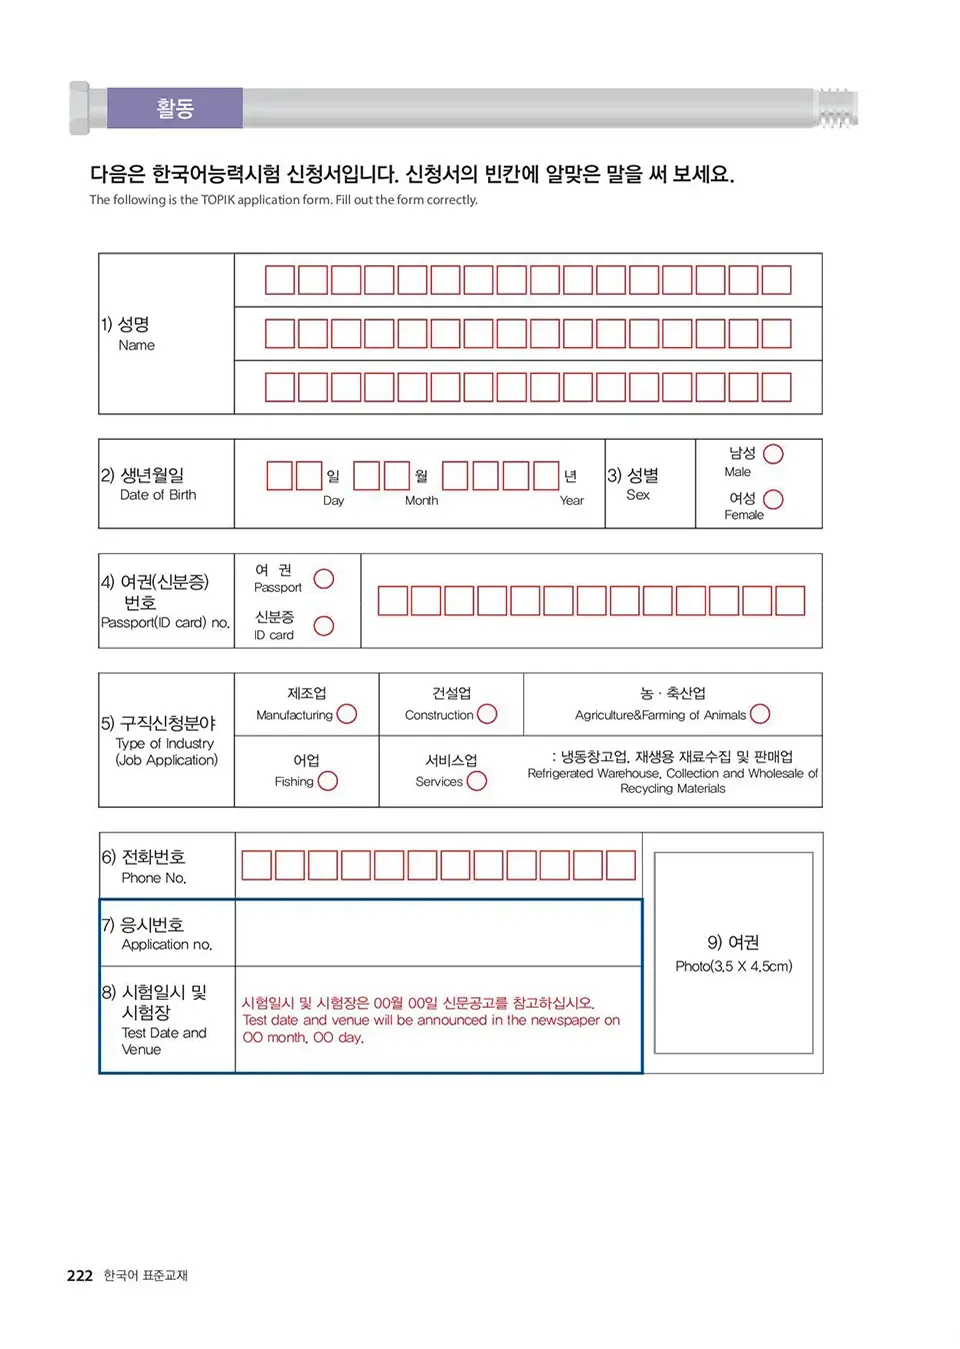 활동
다음은 한국어능력시험 신청서입니다. 신청서의 빈칸에 알맞은 말을 써 보세요.
The following is the TOPIK application form. Fill out the form correctly.
1) 성명
Name
2) 생년월일
Date of Birth
일
Day
월
Month
년
Year
3) 성별
Sex
남성
Male
여성
Female
4) 여권(신분증)
번호
Passport(ID card) no.
여 권
Passport
신분증
ID card
5) 구직신청분야
Type of Industry
(Job Application)
제조업
Manufacturing
건설업
Construction
농·축산업
Agriculture&Farming of Animals
어업
Fishing
서비스업
Services
: 냉동창고업, 재생용 재료수집 및 판매업
Refrigerated Warehouse, Collection and Wholesale of
Recycling Materials
6) 전화번호
Phone No.
7) 응시번호
Application no.
8) 시험일시 및
시험장
Test Date and
Venue
시험일시 및 시험장은 00월 00일 신문공고를 참고하십시오.
Test date and venue will be announced in the newspaper on
OO month, OO day.
9) 여권
Photo(3.5 X 4.5cm)
222 한국어 표준교재